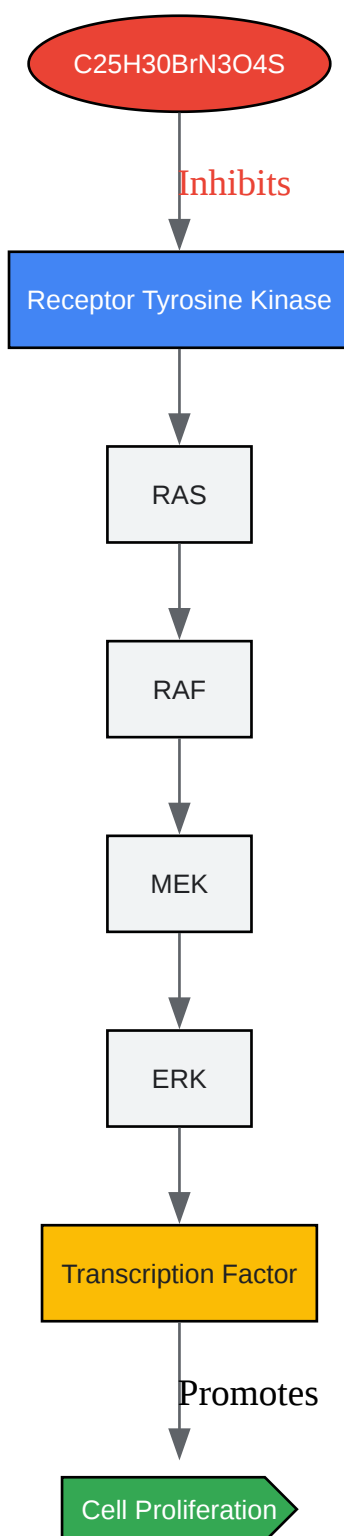 C25H30BrN3O4S
Inhibits
Receptor Tyrosine Kinase
RAS
RAF
MEK
ERK
Transcription Factor
Promotes
Cell Proliferation